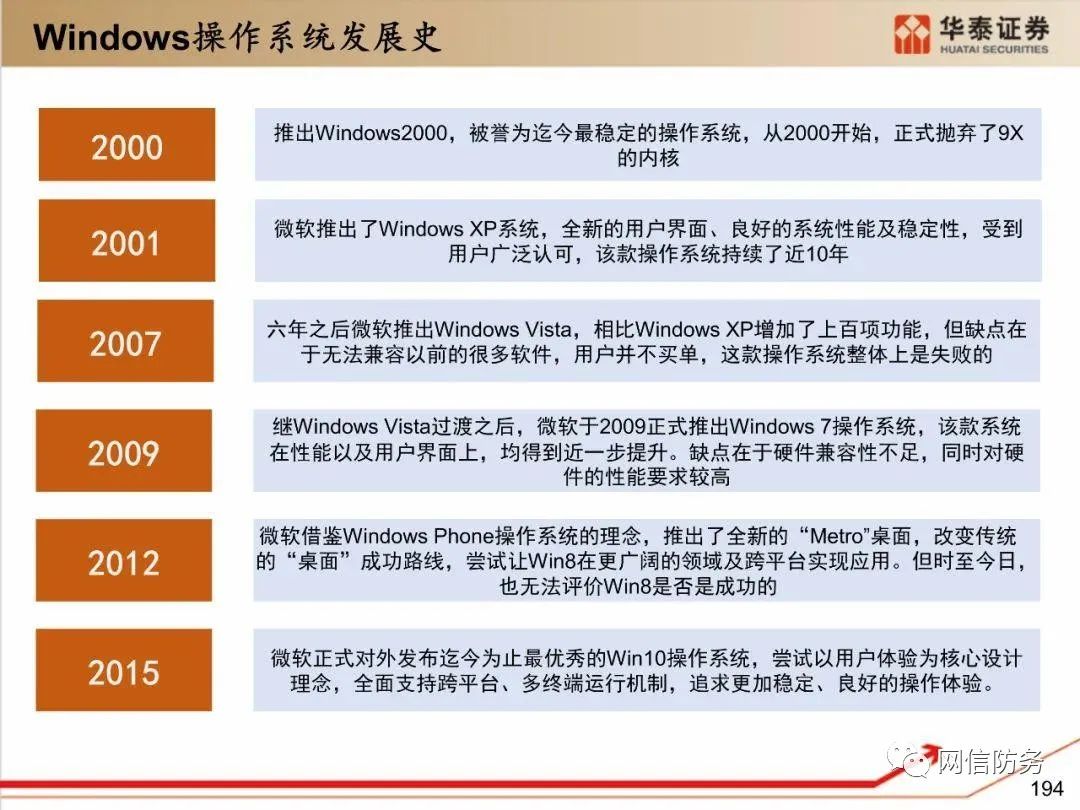 Windows操作系统发展史
华泰证券
HUATAI SECURITIES
2000
推出Windows2000，被誉为迄今最稳定的操作系统，从2000开始，正式抛弃了9X
的内核
2001
微软推出了Windows XP系统，全新的用户界面、良好的系统性能及稳定性，受到
用户广泛认可，该款操作系统持续了近10年
2007
六年之后微软推出Windows Vista，相比Windows XP增加了上百项功能，但缺点在
于无法兼容以前的很多软件，用户并不买单，这款操作系统整体上是失败的
2009
继Windows Vista过渡之后，微软于2009正式推出Windows 7操作系统，该款系统
在性能以及用户界面上，均得到近一步提升。缺点在于硬件兼容性不足，同时对硬
件的性能要求较高
2012
微软借鉴Windows Phone操作系统的理念，推出了全新的“Metro”桌面，改变传统
的“桌面”成功路线，尝试让Win8在更广阔的领域及跨平台实现应用。但时至今日，
也无法评价Win8是否是成功的
2015
微软正式对外发布迄今为止最优秀的Win10操作系统，尝试以用户体验为核心设计
理念，全面支持跨平台、多终端运行机制，追求更加稳定、良好的操作体验。
网信防务
194